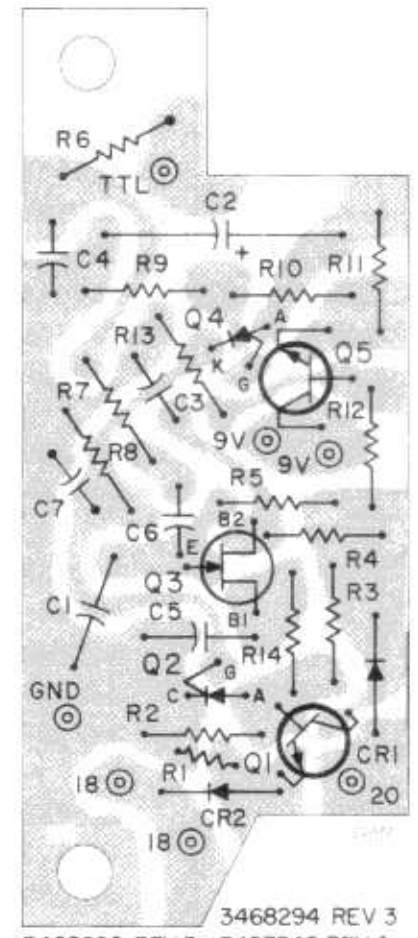 R6
TTL
C2
+
C4
R9
R10
R11
Q4
A
R13
K
G
Q5
R7
C3
R12
R8
9V
9V
C7
R5
C6
B2
R4
E
Q3
C1
C5
B1
R3
Q2
G
R14
GND
C
A
R2
CR1
R1
Q1
18
20
CR2
18
3468294 REV 3